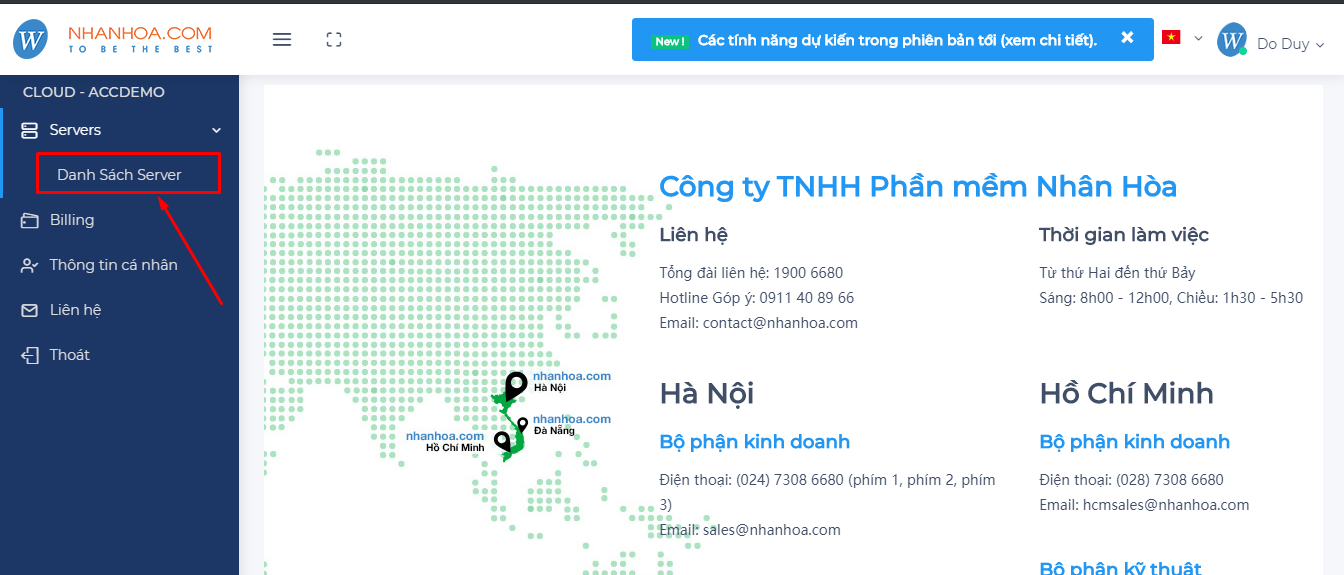 NHANHOA.COM
TO BE THE BEST
New !
Các tính năng dự kiến trong phiên bản tới (xem chi tiết).
Do Duy
CLOUD - ACCDEMO
Servers
Danh Sách Server
Billing
Thông tin cá nhân
Liên hệ
Thoát
nhanhoa.com
Hà Nội
nhanhoa.com
Đà Nẵng
nhanhoa.com
Hồ Chí Minh
Công ty TNHH Phần mềm Nhân Hòa
Liên hệ
Tổng đài liên hệ: 1900 6680
Hotline Góp ý: 0911 40 89 66
Email: contact@nhanhoa.com
Thời gian làm việc
Từ thứ Hai đến thứ Bảy
Sáng: 8h00 - 12h00, Chiều: 1h30 - 5h30
Hà Nội
Bộ phận kinh doanh
Điện thoại: (024) 7308 6680 (phím 1, phím 2, phím
3)
Email: sales@nhanhoa.com
Hồ Chí Minh
Bộ phận kinh doanh
Điện thoại: (028) 7308 6680
Email: hcmsales@nhanhoa.com
Bộ phận kỹ thuật